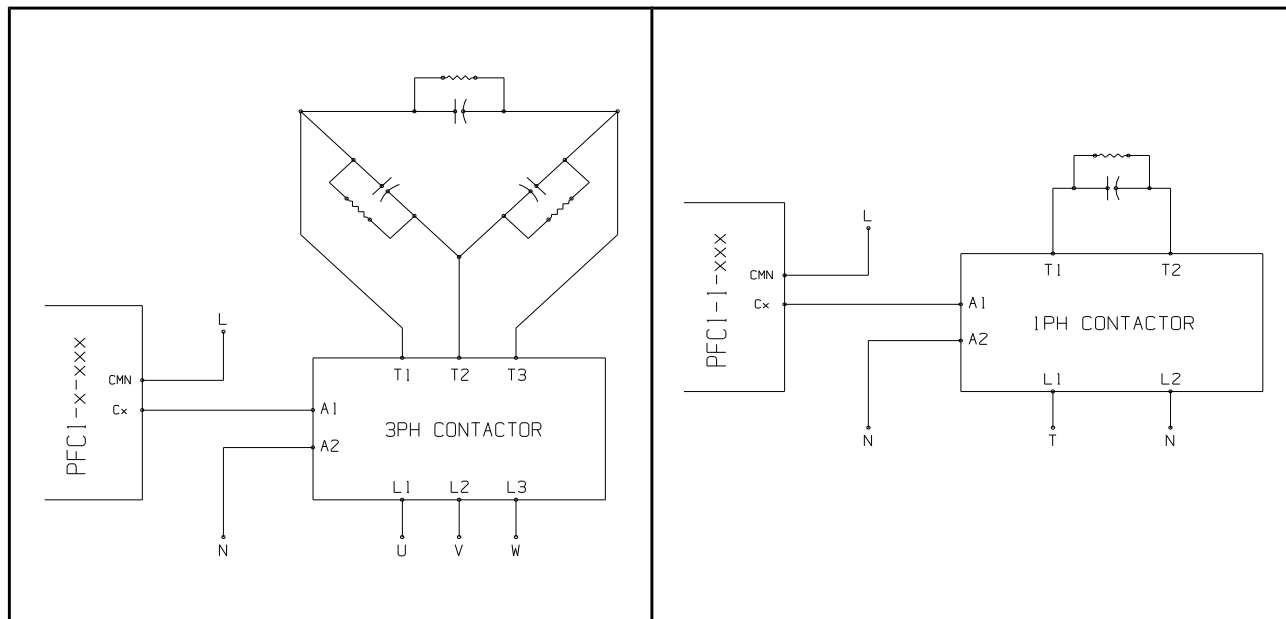 L
CMN
Cx
PFC1-x-xxx
T1 T2 T3
A1
A2
3PH CONTACTOR
L1 L2 L3
N
U V W
L
CMN
Cx
PFC1-1-xxx
T1 T2
A1
A2
1PH CONTACTOR
L1 L2
N
T N